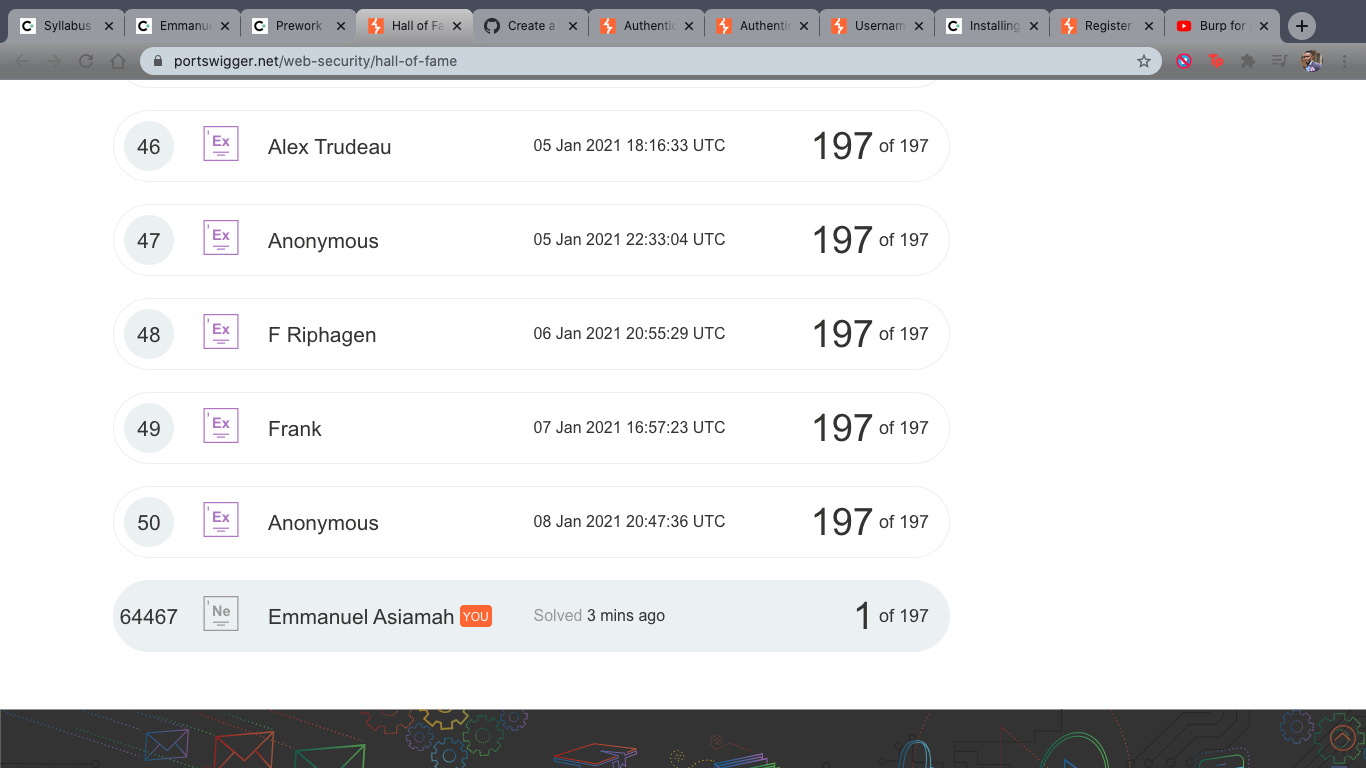 Syllabus
Emmanue
Prework
Hall of Fa
Create a
Authentic
Authentic
Usernam
Installing
Register
Burp for
portswigger.net/web-security/hall-of-fame
46 Ex Alex Trudeau 05 Jan 2021 18:16:33 UTC 197 of 197
47 Ex Anonymous 05 Jan 2021 22:33:04 UTC 197 of 197
48 Ex F Riphagen 06 Jan 2021 20:55:29 UTC 197 of 197
49 Ex Frank 07 Jan 2021 16:57:23 UTC 197 of 197
50 Ex Anonymous 08 Jan 2021 20:47:36 UTC 197 of 197
64467 Ne Emmanuel Asiamah YOU Solved 3 mins ago 1 of 197